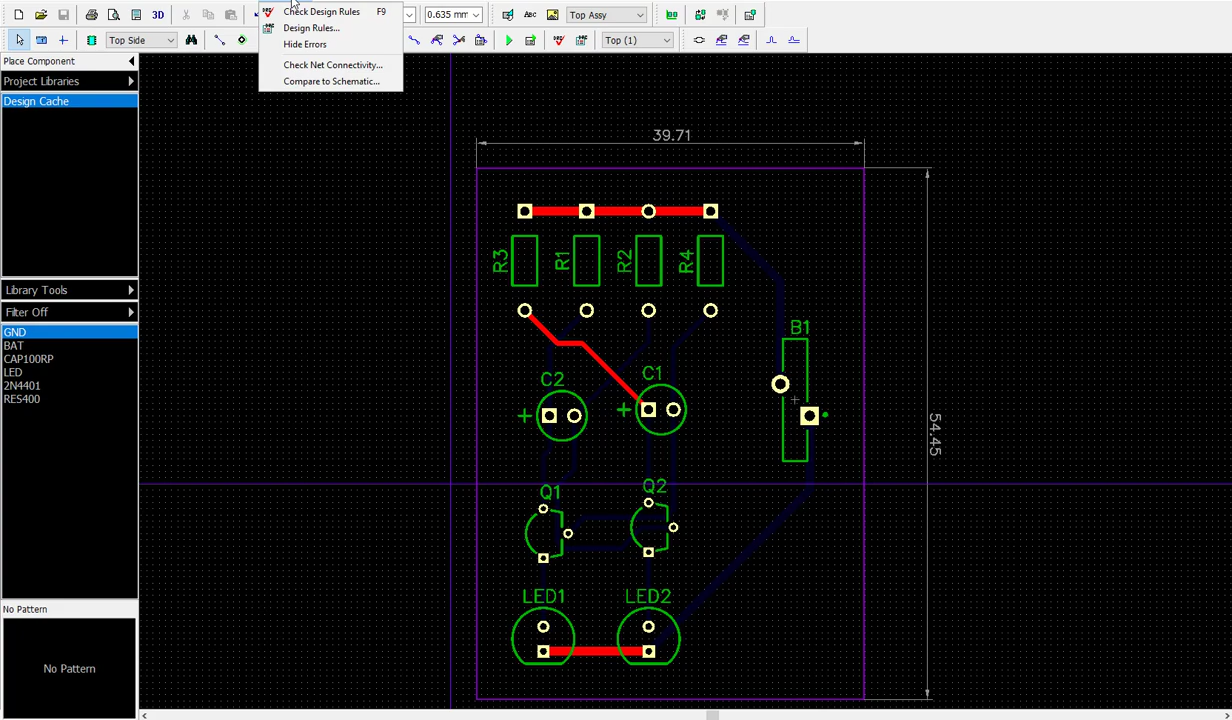 3D
Check Design Rules F9
Design Rules...
Hide Errors
Check Net Connectivity...
Compare to Schematic...
0.635 mm
Abc
Top Assy
Top Side
Top (1)
Place Component
Project Libraries
Design Cache
Library Tools
Filter Off
GND
BAT
CAP100RP
LED
2N4401
RES400
No Pattern
No Pattern
39.71
54.45
R3 R1 R2 R4
B1
C2 C1
+ +
Q1 Q2
LED1 LED2